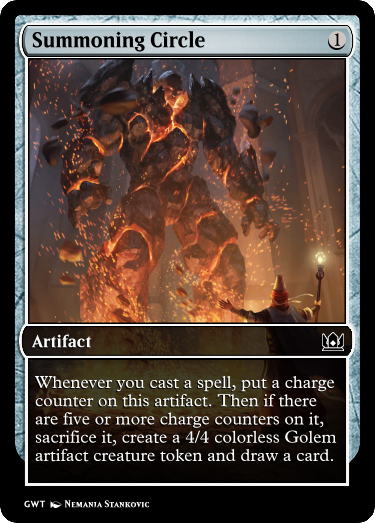 Summoning Circle 1
Artifact
Whenever you cast a spell, put a charge
counter on this artifact. Then if there
are five or more charge counters on it,
sacrifice it, create a 4/4 colorless Golem
artifact creature token and draw a card.
GWT Nemania Stankovic